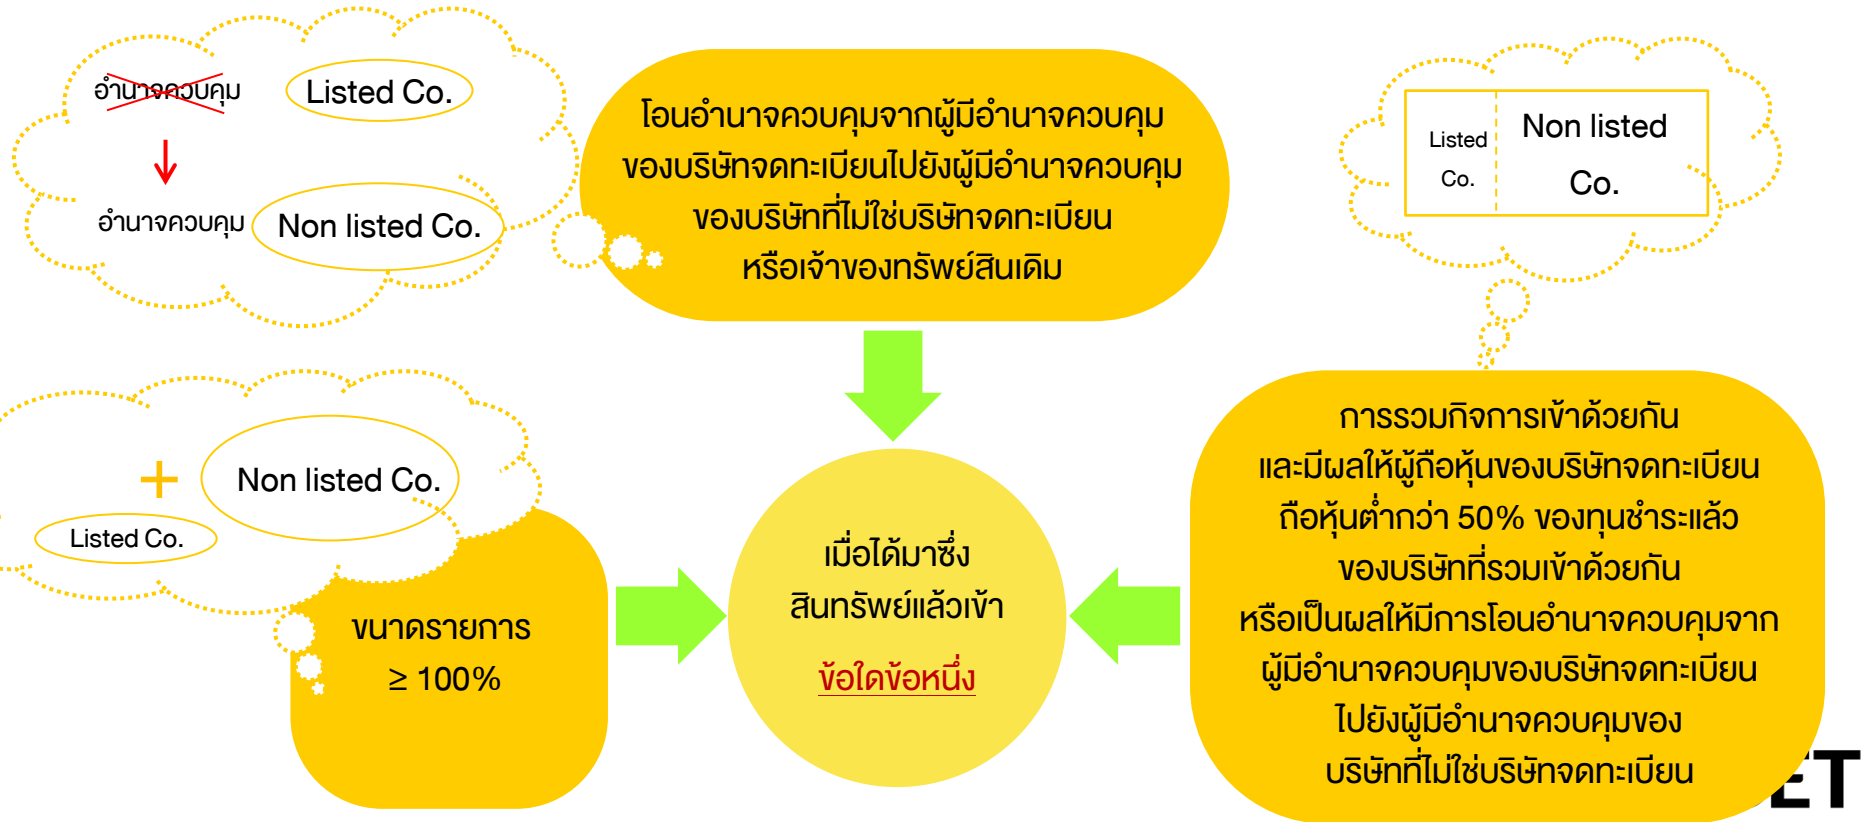 อำนาจควบคุม
Listed Co.
อำนาจควบคุม
Non listed Co.
โอนอำนาจควบคุมจากผู้มีอำนาจควบคุม
ของบริษัทจดทะเบียนไปยังผู้มีอำนาจควบคุม
ของบริษัทที่ไม่ใช่บริษัทจดทะเบียน
หรือเจ้าของทรัพย์สินเดิม
Listed
Co.
Non listed
Co.
+
Non listed Co.
Listed Co.
ขนาดรายการ
≥ 100%
เมื่อได้มาซึ่ง
สินทรัพย์แล้วเข้า
ข้อใดข้อหนึ่ง
การรวมกิจการเข้าด้วยกัน
และมีผลให้ผู้ถือหุ้นของบริษัทจดทะเบียน
ถือหุ้นต่ำกว่า 50% ของทุนชำระแล้ว
ของบริษัทที่รวมเข้าด้วยกัน
หรือเป็นผลให้มีการโอนอำนาจควบคุมจาก
ผู้มีอำนาจควบคุมของบริษัทจดทะเบียน
ไปยังผู้มีอำนาจควบคุมของ
บริษัทที่ไม่ใช่บริษัทจดทะเบียน